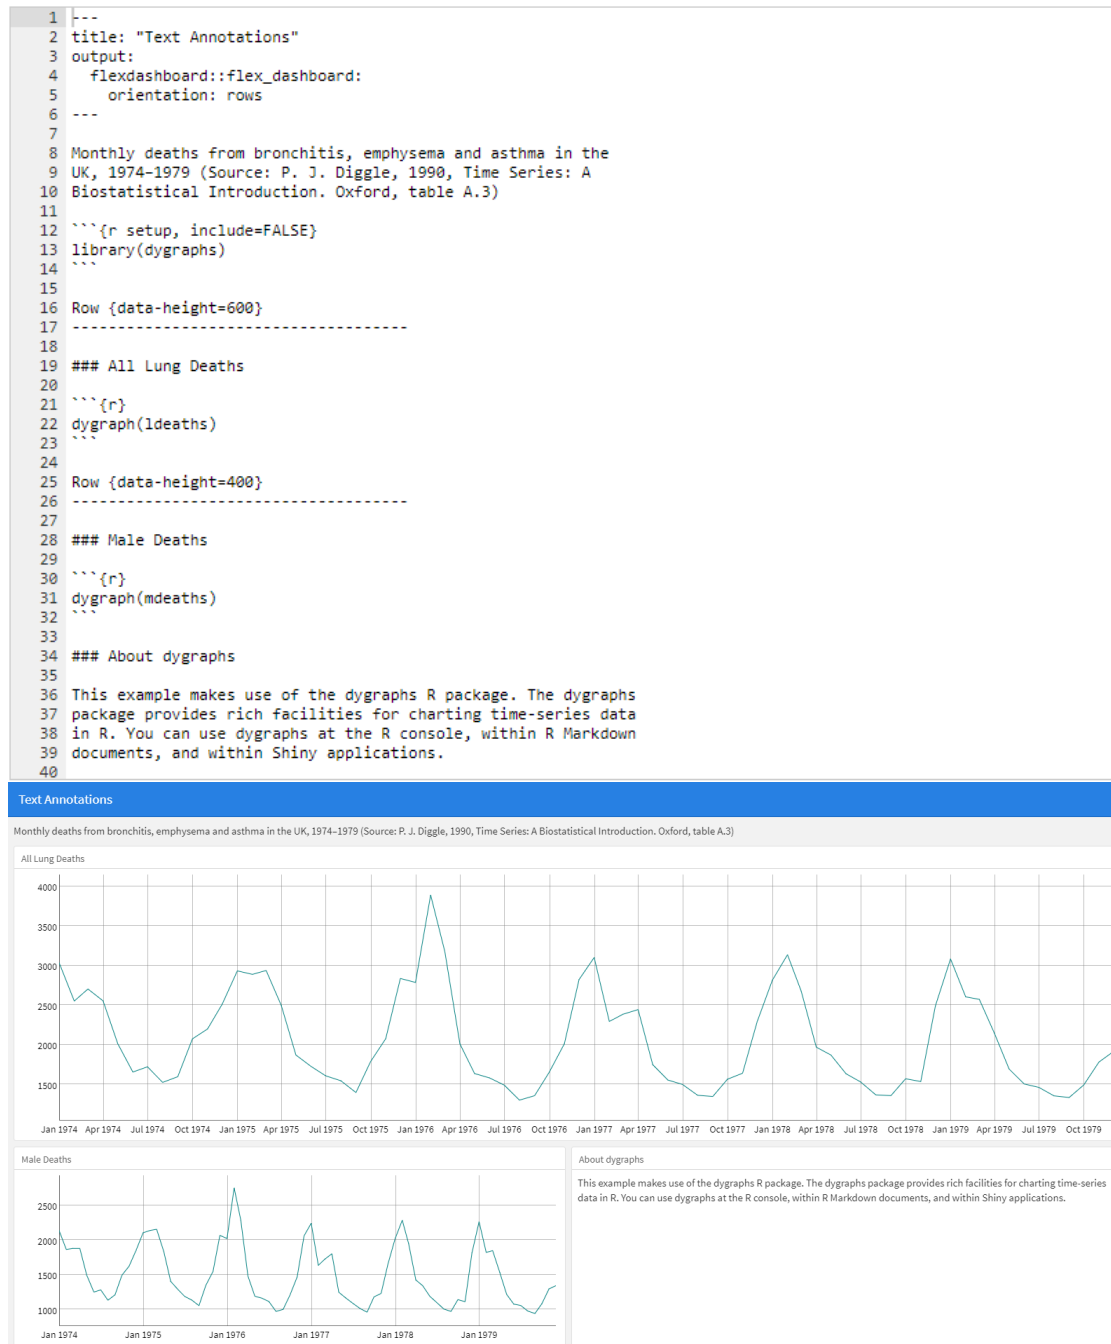 1 ---
2 title: "Text Annotations"
3 output:
4   flexdashboard::flex_dashboard:
5     orientation: rows
6 ---
7
8 Monthly deaths from bronchitis, emphysema and asthma in the
9 UK, 1974–1979 (Source: P. J. Diggle, 1990, Time Series: A
10 Biostatistical Introduction. Oxford, table A.3)
11
12 ```{r setup, include=FALSE}
13 library(dygraphs)
14 ```
15
16 Row {data-height=600}
17 -------------------------------------
18
19 ### All Lung Deaths
20
21 ```{r}
22 dygraph(ldeaths)
23 ```
24
25 Row {data-height=400}
26 -------------------------------------
27
28 ### Male Deaths
29
30 ```{r}
31 dygraph(mdeaths)
32 ```
33
34 ### About dygraphs
35
36 This example makes use of the dygraphs R package. The dygraphs
37 package provides rich facilities for charting time-series data
38 in R. You can use dygraphs at the R console, within R Markdown
39 documents, and within Shiny applications.
40
Text Annotations
Monthly deaths from bronchitis, emphysema and asthma in the UK, 1974–1979 (Source: P. J. Diggle, 1990, Time Series: A Biostatistical Introduction. Oxford, table A.3)
All Lung Deaths
4000
3500
3000
2500
2000
1500
Jan 1974 Apr 1974 Jul 1974 Oct 1974 Jan 1975 Apr 1975 Jul 1975 Oct 1975 Jan 1976 Apr 1976 Jul 1976 Oct 1976 Jan 1977 Apr 1977 Jul 1977 Oct 1977 Jan 1978 Apr 1978 Jul 1978 Oct 1978 Jan 1979 Apr 1979 Jul 1979 Oct 1979
Male Deaths
2500
2000
1500
1000
Jan 1974 Jan 1975 Jan 1976 Jan 1977 Jan 1978 Jan 1979
About dygraphs
This example makes use of the dygraphs R package. The dygraphs package provides rich facilities for charting time-series
data in R. You can use dygraphs at the R console, within R Markdown documents, and within Shiny applications.